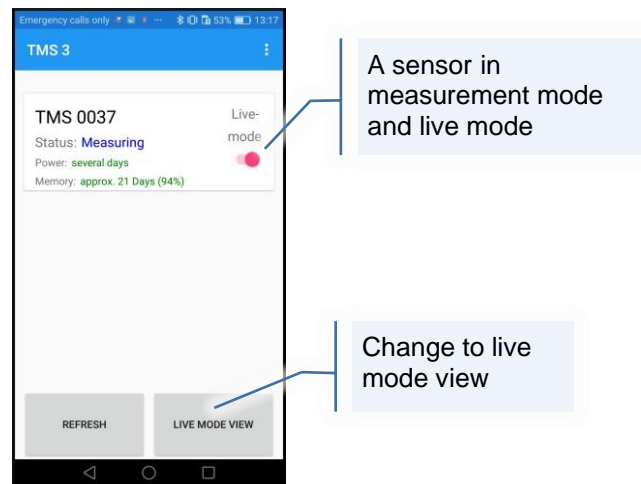 Emergency calls only ... 53% 13:17
TMS 3
TMS 0037
Live-
mode
Status: Measuring
Power: several days
Memory: approx. 21 Days (94%)
REFRESH
LIVE MODE VIEW
A sensor in
measurement mode
and live mode
Change to live
mode view